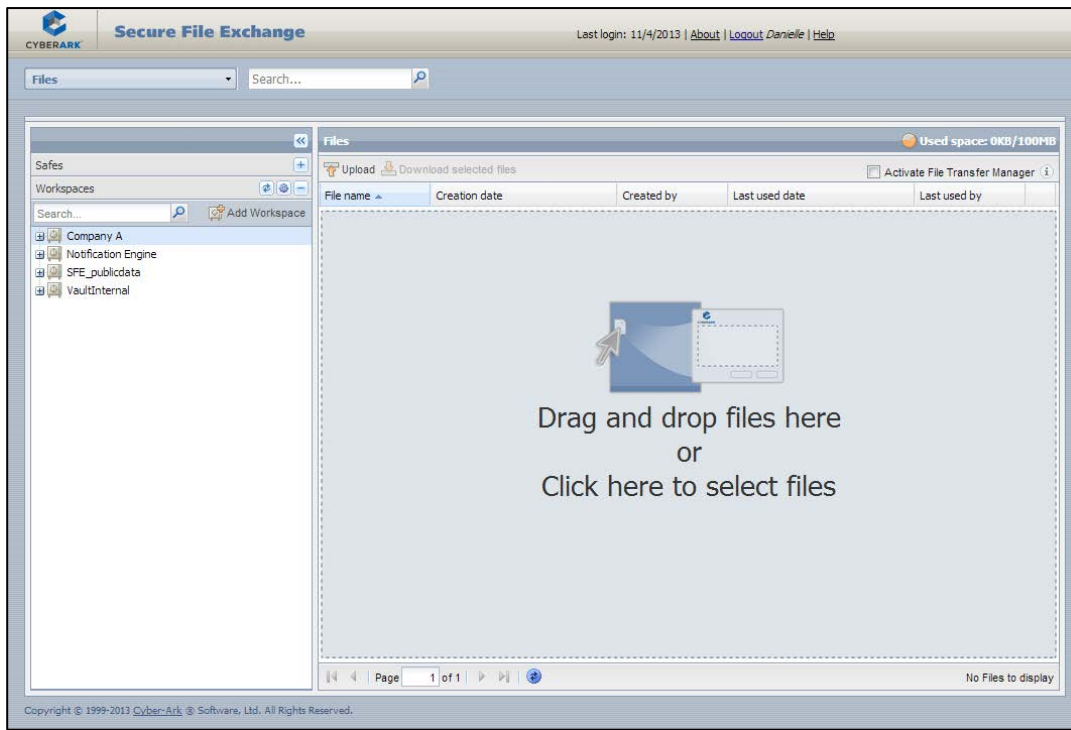 CYBERARK
Secure File Exchange
Last login: 11/4/2013 | About | Logout Danielle | Help
Files
Search...
Files
Used space: 0KB/100MB
Safes
Upload
Download selected files
Activate File Transfer Manager
Workspaces
File name
Creation date
Created by
Last used date
Last used by
Search...
Add Workspace
Company A
Notification Engine
SFE_publicdata
VaultInternal
Drag and drop files here
or
Click here to select files
Page 1 of 1
No Files to display
Copyright © 1999-2013 Cyber-Ark ® Software, Ltd. All Rights Reserved.